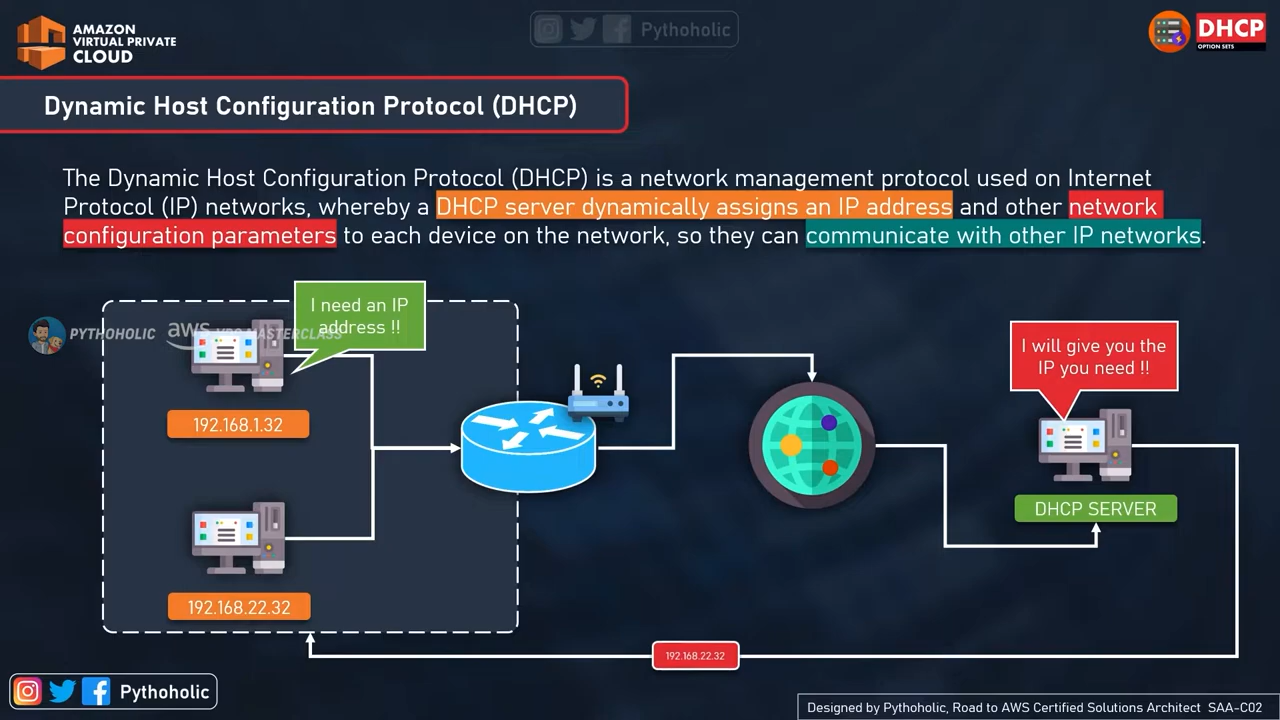 AMAZON
VIRTUAL PRIVATE
CLOUD
Pythoholic
DHCP
OPTION SETS
Dynamic Host Configuration Protocol (DHCP)
The Dynamic Host Configuration Protocol (DHCP) is a network management protocol used on Internet
Protocol (IP) networks, whereby a DHCP server dynamically assigns an IP address and other network
configuration parameters to each device on the network, so they can communicate with other IP networks.
I need an IP
address !!
PYTHOHOLIC
aws VPC MASTERCLASS
I will give you the
IP you need !!
192.168.1.32
DHCP SERVER
192.168.22.32
192.168.22.32
Pythoholic
Designed by Pythoholic, Road to AWS Certified Solutions Architect SAA-C02